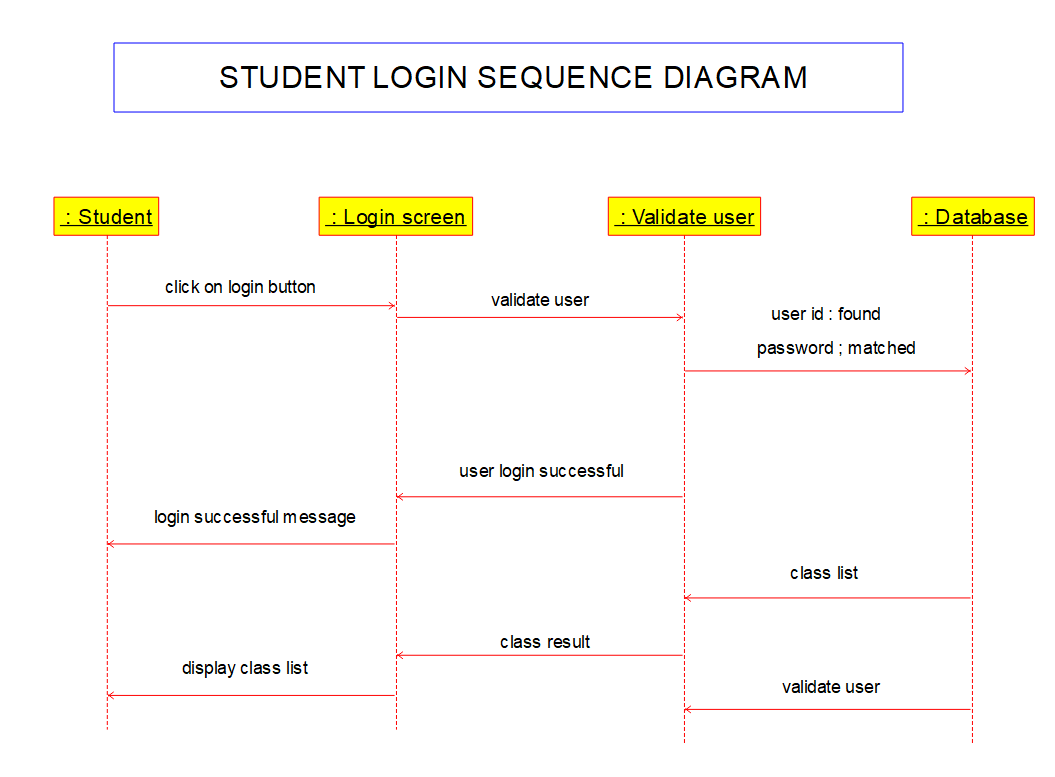 STUDENT LOGIN SEQUENCE DIAGRAM
: Student
: Login screen
: Validate user
: Database
click on login button
validate user
user id : found
password ; matched
user login successful
login successful message
class list
class result
display class list
validate user